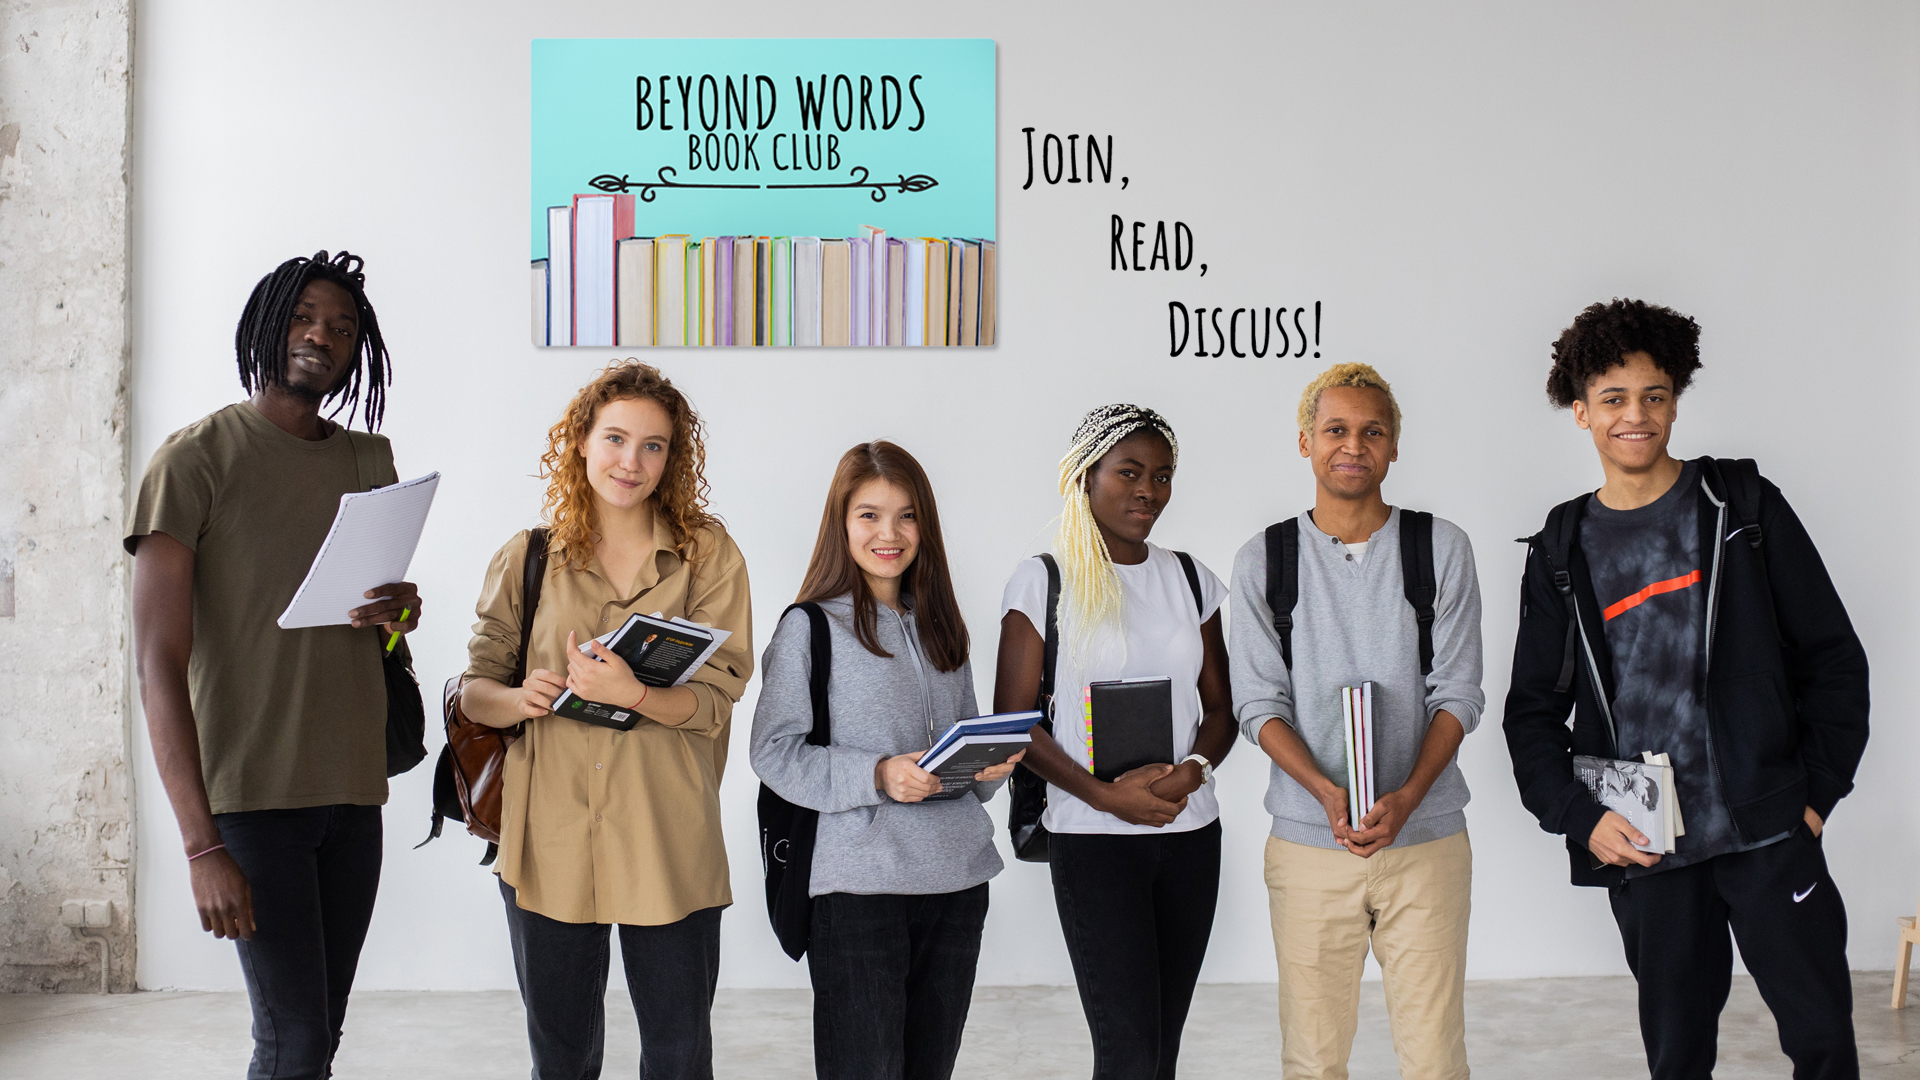 BEYOND WORDS
BOOK CLUB
JOIN,
READ,
DISCUSS!